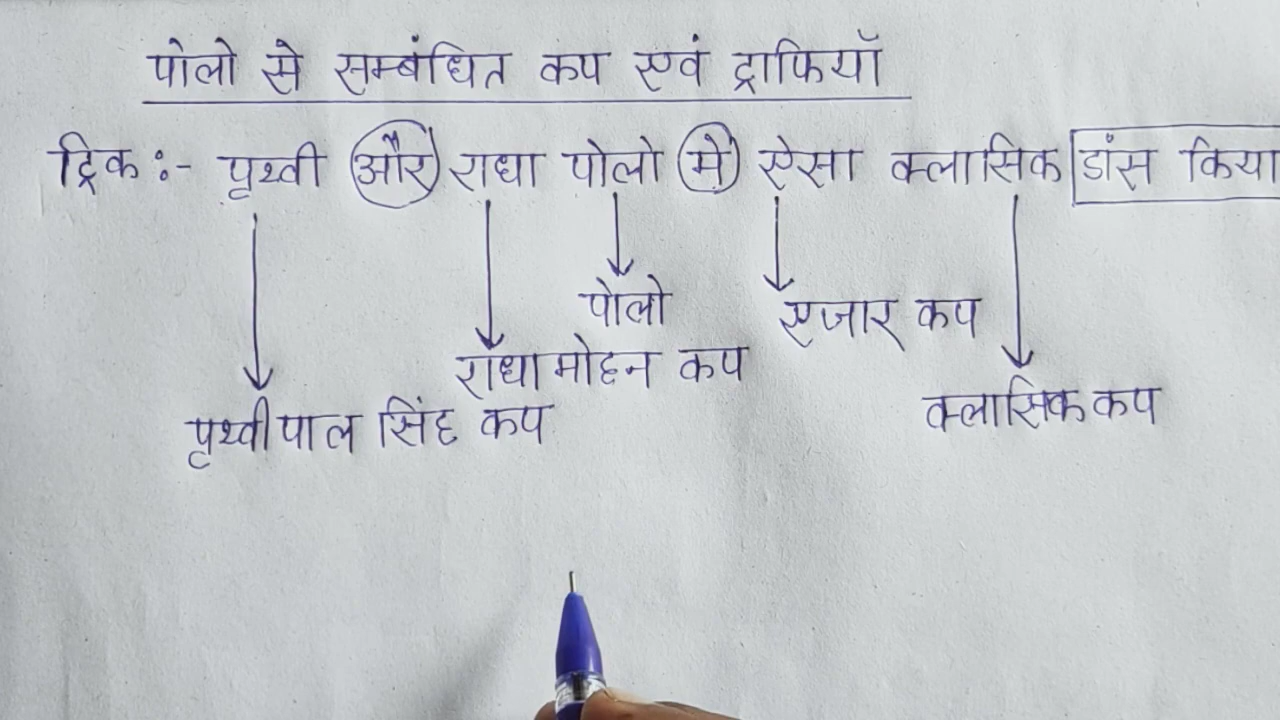 पोलो से सम्बंधित कप एवं ट्राफियॉ
ट्रिक :- पृथ्वी और राधा पोलो में ऐसा क्लासिक डांस किया
पोलो
एजार कप
राधा मोहन कप
क्लासिक कप
पृथ्वीपाल सिंह कप